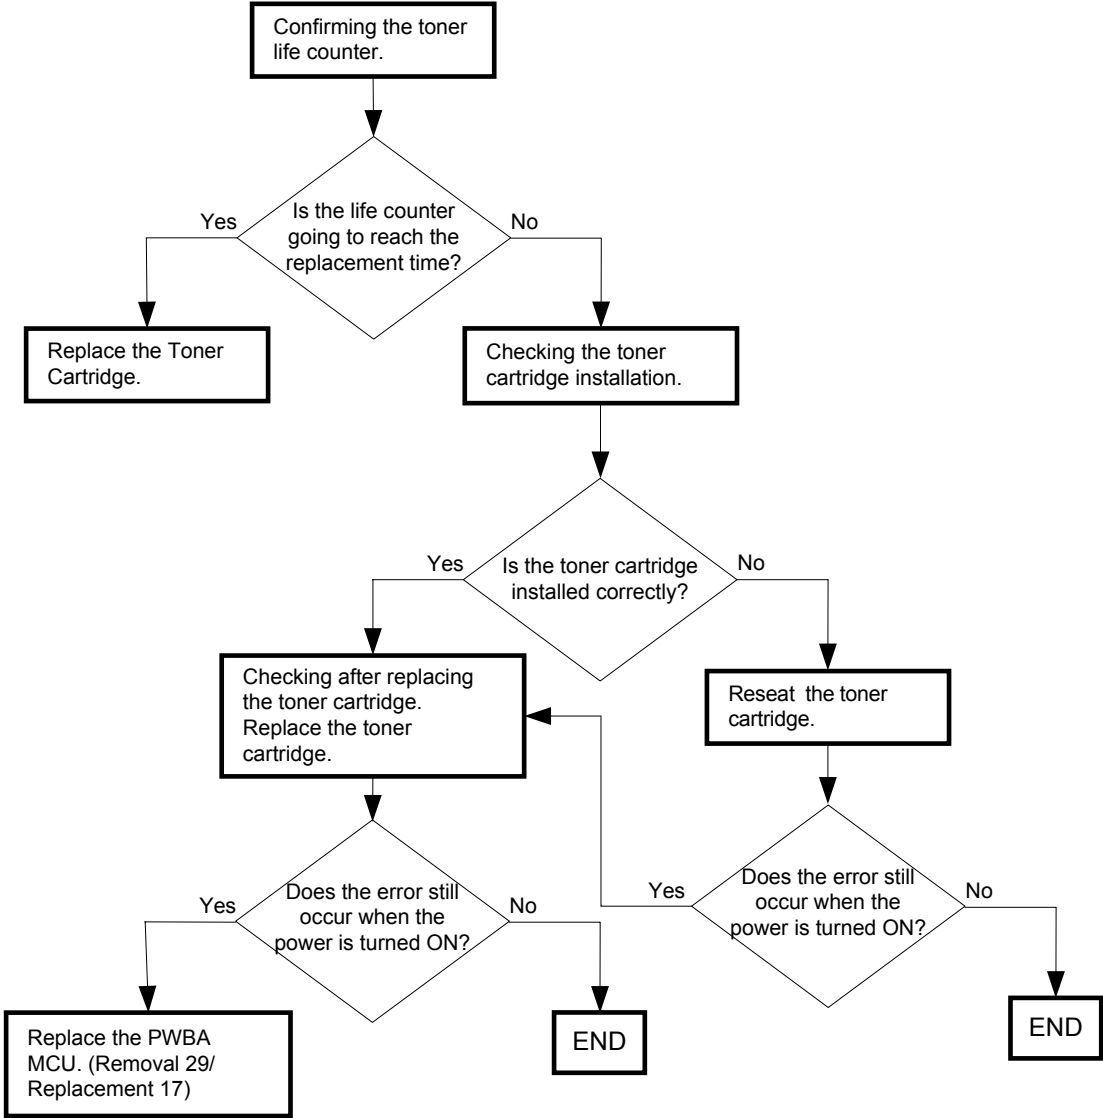 Confirming the toner
life counter.
Is the life counter
going to reach the
replacement time?
Yes
No
Replace the Toner
Cartridge.
Checking the toner
cartridge installation.
Is the toner cartridge
installed correctly?
Yes
No
Checking after replacing
the toner cartridge.
Replace the toner
cartridge.
Reseat the toner
cartridge.
Does the error still
occur when the
power is turned ON?
Yes
No
Does the error still
occur when the
power is turned ON?
Yes
No
Replace the PWBA
MCU. (Removal 29/
Replacement 17)
END
END